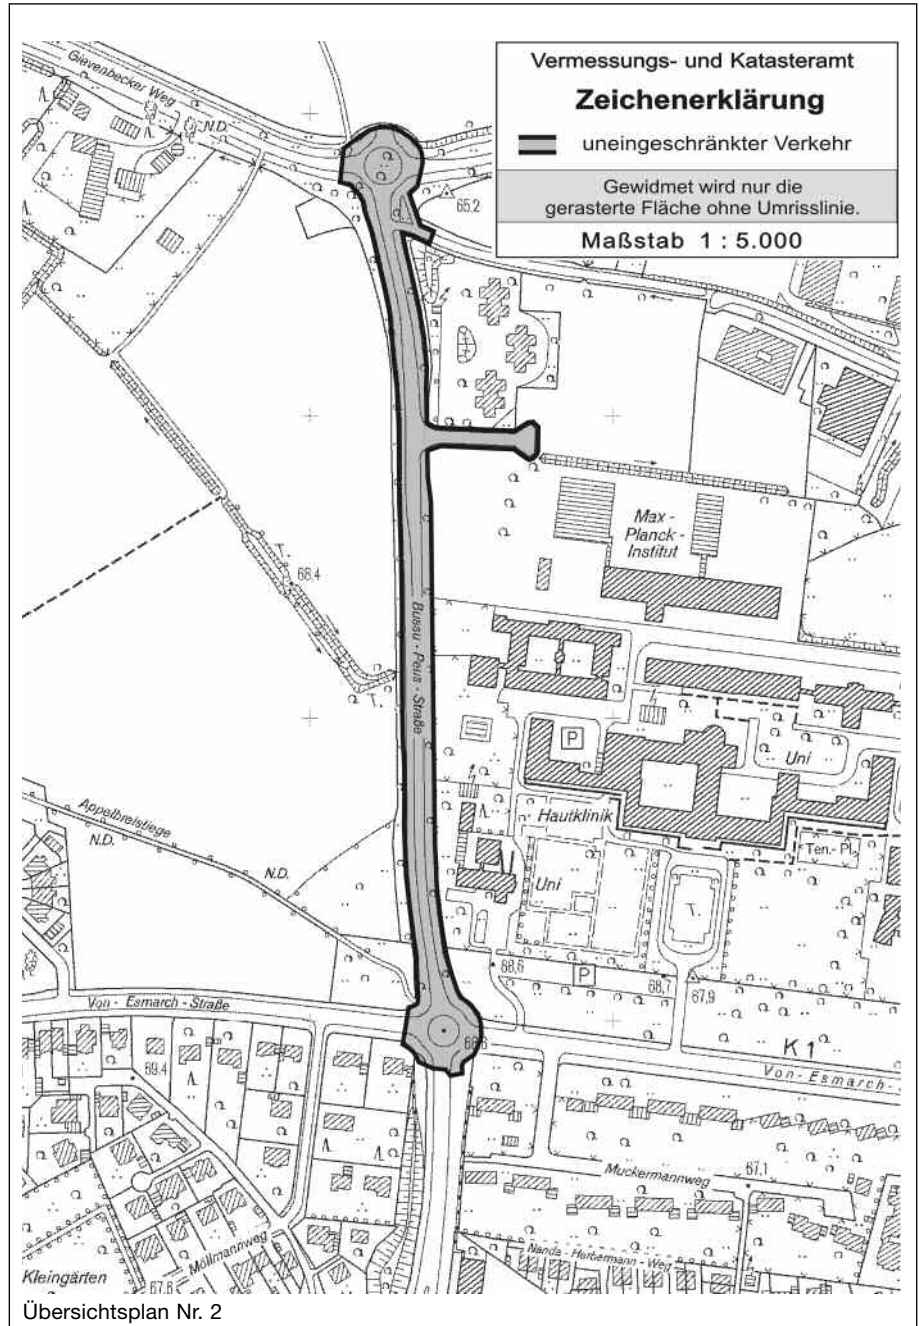 Vermessungs- und Katasteramt
Zeichenerklärung
uneingeschränkter Verkehr
Gewidmet wird nur die
gerasterte Fläche ohne Umrisslinie.
Maßstab 1 : 5.000
Gievenbecker Weg
N.D.
65,2
Max -
Planck -
Institut
T.
68,4
T.
Bussu - Peus - Straße
P
Uni
Appelbreistiege
N.D.
N.D.
Hautklinik
Ten.- Pl.
Uni
T.
68,6
P
68,7
67,9
Von - Esmarch - Straße
K 1
Von - Esmarch -
69,4
67,1
Muckermannweg
Möllmannweg
Nanda - Herbermann - Weg
Kleingärten
67,8
Übersichtsplan Nr. 2